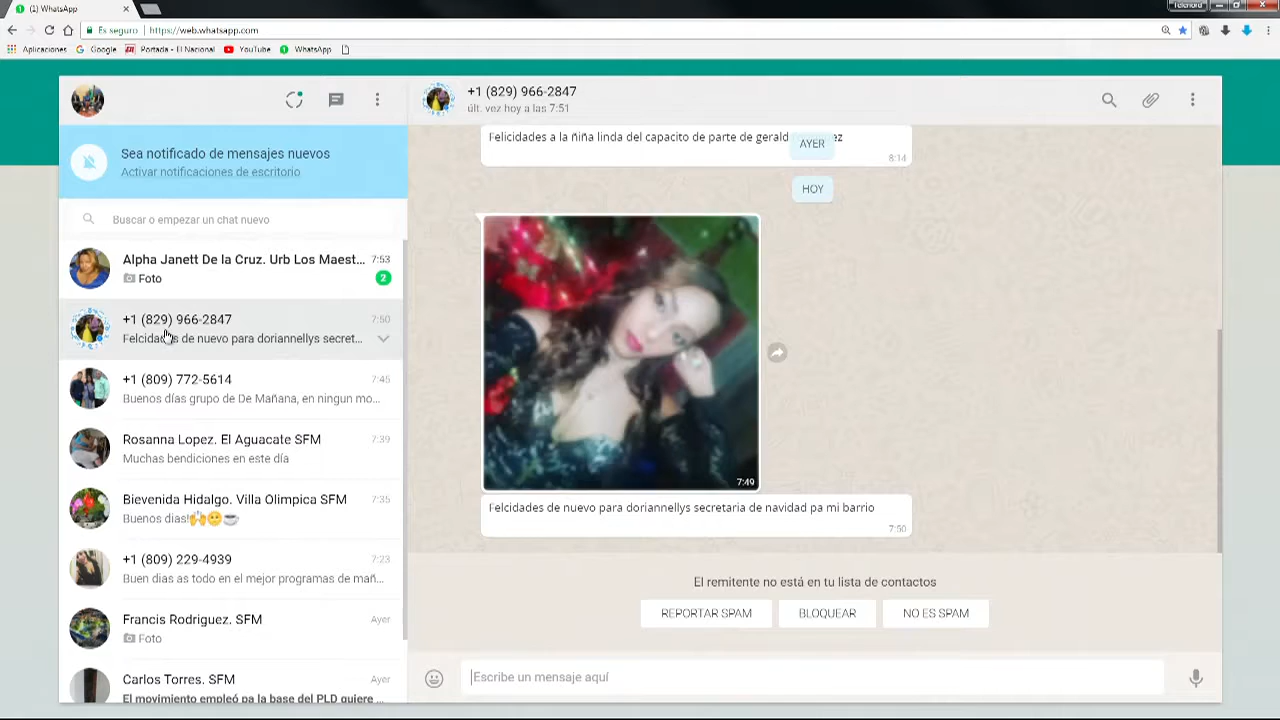 (1) WhatsApp
Telenord
Es seguro
https://web.whatsapp.com
Aplicaciones
Google
Portada - El Nacional
YouTube
WhatsApp
Sea notificado de mensajes nuevos
Activar notificaciones de escritorio
Buscar o empezar un chat nuevo
Alpha Janett De la Cruz. Urb Los Maest...
7:53
Foto
2
+1 (829) 966-2847
7:50
Felcidades de nuevo para doriannellys secret...
+1 (809) 772-5614
7:45
Buenos días grupo de De Mañana, en ningun mo...
Rosanna Lopez. El Aguacate SFM
7:39
Muchas bendiciones en este día
Bievenida Hidalgo. Villa Olimpica SFM
7:35
Buenos dias!🙌😬☕
+1 (809) 229-4939
7:23
Buen dias as todo en el mejor programas de mañ...
Francis Rodriguez. SFM
Ayer
Foto
Carlos Torres. SFM
Ayer
El movimiento empleó pa la base del PLD quiere ...
+1 (829) 966-2847
últ. vez hoy a las 7:51
Felicidades a la ñiña linda del capacito de parte de gerald
AYER
8:14
HOY
7:49
Felcidades de nuevo para doriannellys secretaria de navidad pa mi barrio
7:50
El remitente no está en tu lista de contactos
REPORTAR SPAM
BLOQUEAR
NO ES SPAM
Escribe un mensaje aquí